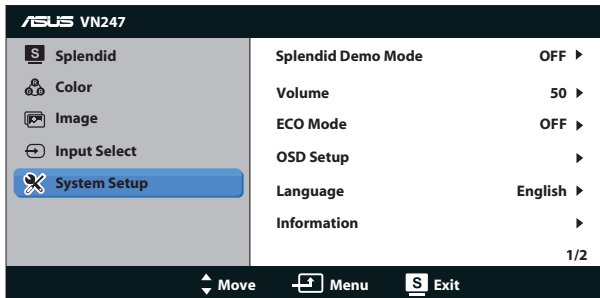 ASUS VN247
S Splendid
Color
Image
Input Select
System Setup
Splendid Demo Mode OFF
Volume 50
ECO Mode OFF
OSD Setup
Language English
Information
1/2
Move Menu S Exit